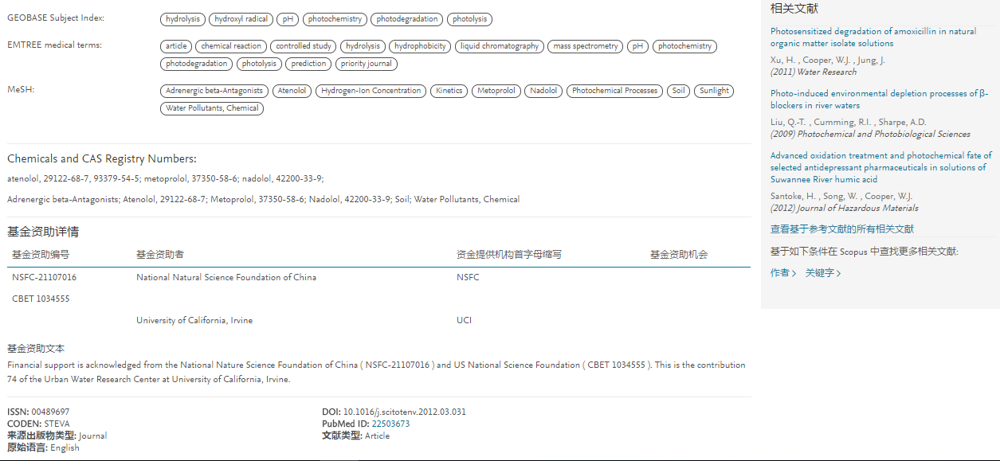 GEOBASE Subject Index: hydrolysis hydroxyl radical pH photochemistry photodegradation photolysis
EMTREE medical terms: article chemical reaction controlled study hydrolysis hydrophobicity liquid chromatography mass spectrometry pH photochemistry
photodegradation photolysis prediction priority journal
MeSH: Adrenergic beta-Antagonists Atenolol Hydrogen-Ion Concentration Kinetics Metoprolol Nadolol Photochemical Processes Soil Sunlight
Water Pollutants, Chemical
Chemicals and CAS Registry Numbers:
atenolol, 29122-68-7, 93379-54-5; metoprolol, 37350-58-6; nadolol, 42200-33-9;
Adrenergic beta-Antagonists; Atenolol, 29122-68-7; Metoprolol, 37350-58-6; Nadolol, 42200-33-9; Soil; Water Pollutants, Chemical
基金资助详情
基金资助编号 基金资助者 资金提供机构首字母缩写 基金资助机会
NSFC-21107016 National Natural Science Foundation of China NSFC
CBET 1034555
University of California, Irvine UCI
基金资助文本
Financial support is acknowledged from the National Nature Science Foundation of China ( NSFC-21107016 ) and US National Science Foundation ( CBET 1034555 ). This is the contribution
74 of the Urban Water Research Center at University of California, Irvine.
ISSN: 00489697
CODEN: STEVA
来源出版物类型: Journal
原始语言: English
DOI: 10.1016/j.scitotenv.2012.03.031
PubMed ID: 22503673
文献类型: Article
相关文献
Photosensitized degradation of amoxicillin in natural
organic matter isolate solutions
Xu, H. , Cooper, W.J. , Jung, J.
(2011) Water Research
Photo-induced environmental depletion processes of β-
blockers in river waters
Liu, Q.-T. , Cumming, R.I. , Sharpe, A.D.
(2009) Photochemical and Photobiological Sciences
Advanced oxidation treatment and photochemical fate of
selected antidepressant pharmaceuticals in solutions of
Suwannee River humic acid
Santoke, H. , Song, W. , Cooper, W.J.
(2012) Journal of Hazardous Materials
查看基于参考文献的所有相关文献
基于如下条件在 Scopus 中查找更多相关文献:
作者 > 关键字 >